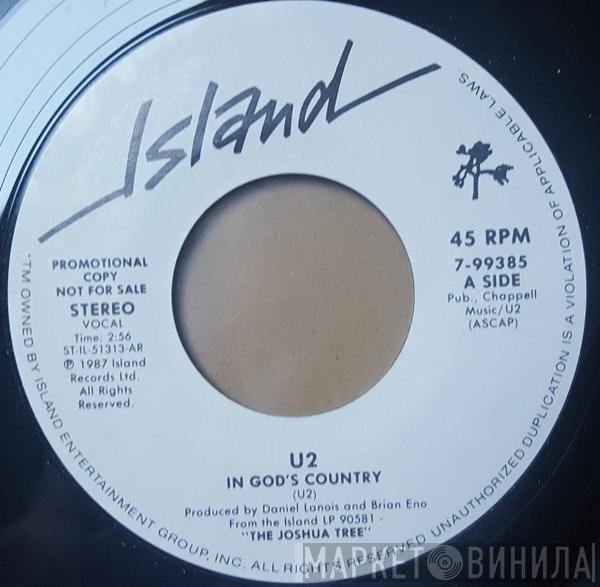 Island
PROMOTIONAL
COPY
NOT FOR SALE
STEREO
VOCAL
Time: 2:56
ST-IL-51313-AR
℗ 1987 Island
Records Ltd.
All Rights
Reserved.
45 RPM
7-99385
A SIDE
Pub., Chappell
Music/U2
(ASCAP)
U2
IN GOD'S COUNTRY
(U2)
Produced by Daniel Lanois and Brian Eno
From the Island LP 90581 -
"THE JOSHUA TREE"
"TM OWNED BY ISLAND ENTERTAINMENT GROUP, INC. ALL RIGHTS RESERVED UNAUTHORIZED DUPLICATION IS A VIOLATION OF APPLICABLE LAWS.
МАРКЕТ ВИНИЛА